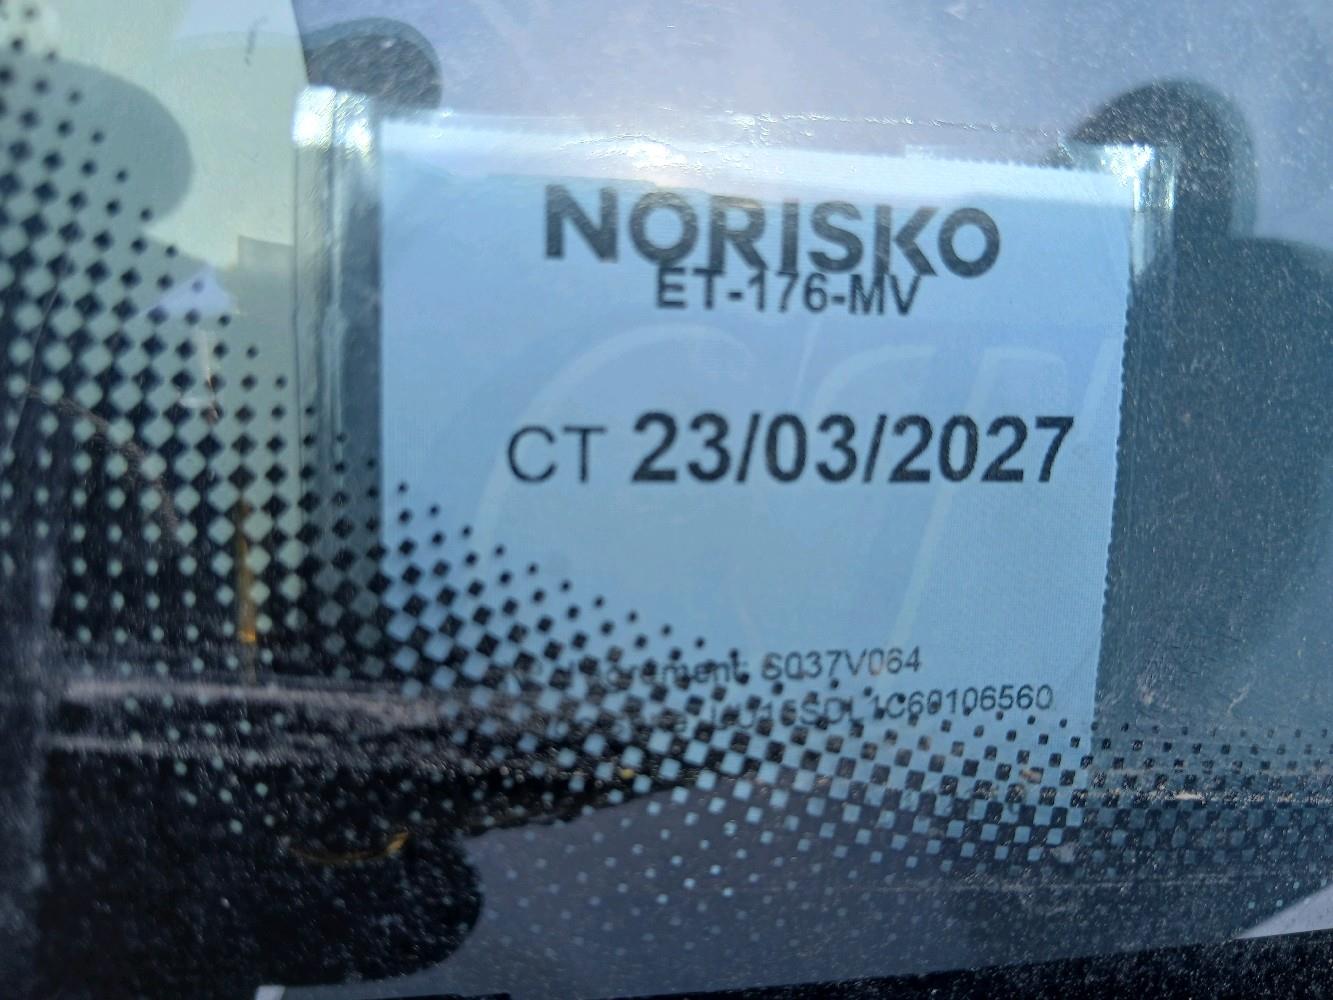 NORISKO
ET-176-MV
CT 23/03/2027
S037V064